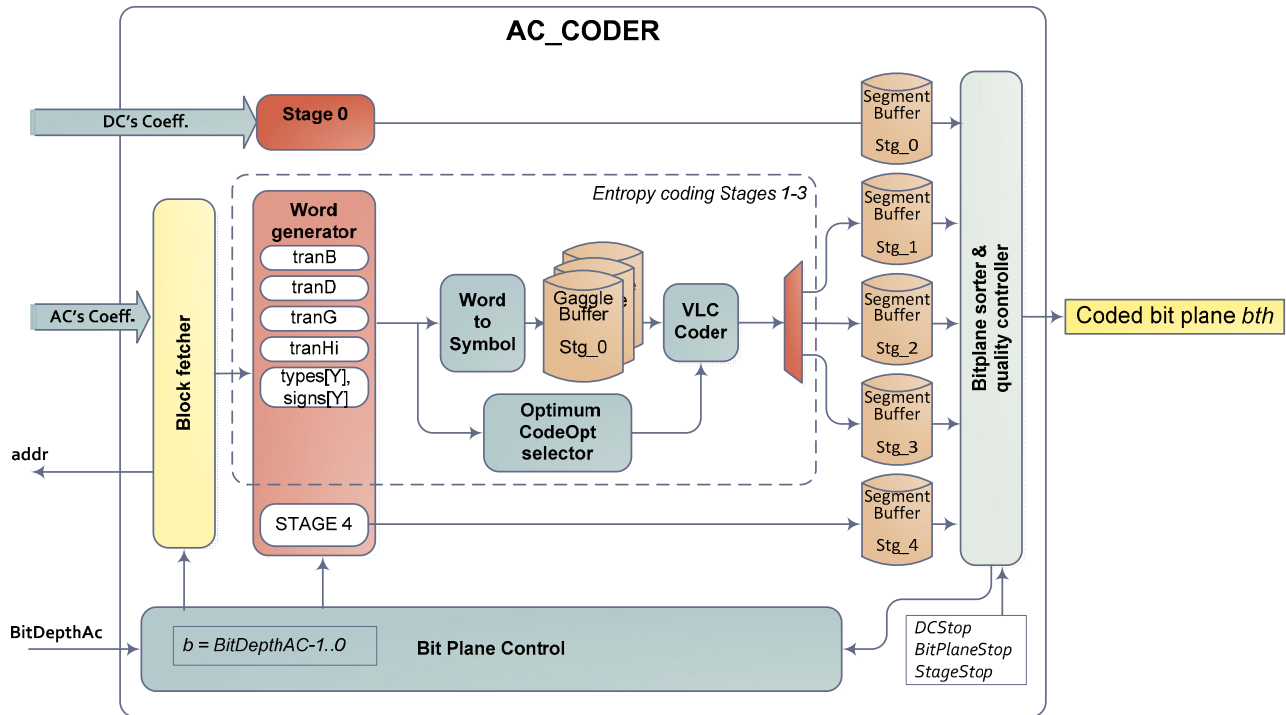 AC_CODER
DC's Coeff.
Stage 0
Segment
Buffer
Stg_0
Entropy coding Stages 1-3
Segment
Buffer
Stg_1
Word
generator
tranB
tranD
tranG
tranHi
types[Y],
signs[Y]
STAGE 4
AC's Coeff.
Block fetcher
addr
Word
to
Symbol
Gaggle
Buffer
Stg_0
VLC
Coder
Optimum
CodeOpt
selector
Segment
Buffer
Stg_2
Segment
Buffer
Stg_3
Segment
Buffer
Stg_4
Bitplane sorter &
quality controller
Coded bit plane bth
BitDepthAc
b = BitDepthAC-1..0
Bit Plane Control
DCStop
BitPlaneStop
StageStop